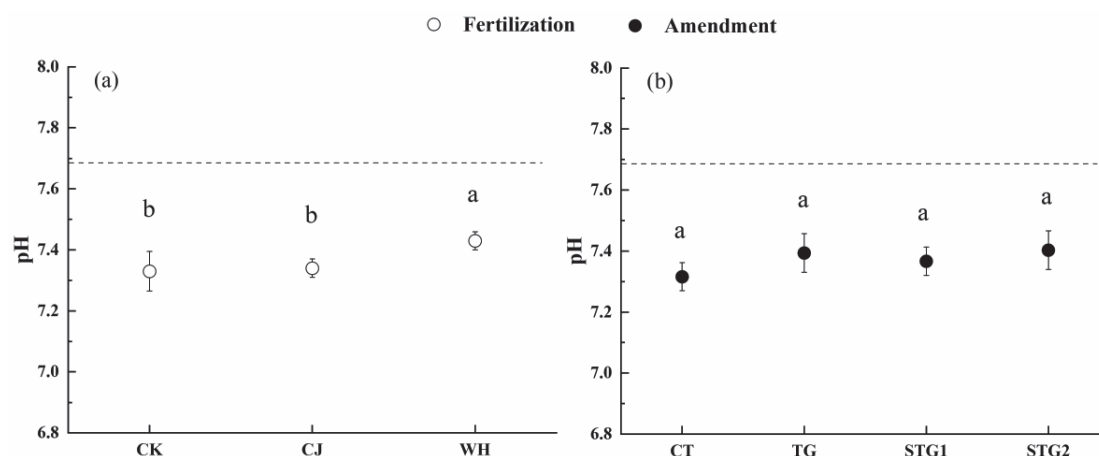 Fertilization Amendment
(a)
8.0
7.8
7.6
7.4
7.2
7.0
6.8
pH
b
b
a
CK CJ WH
(b)
8.0
7.8
7.6
7.4
7.2
7.0
6.8
pH
a
a
a
a
CT TG STG1 STG2